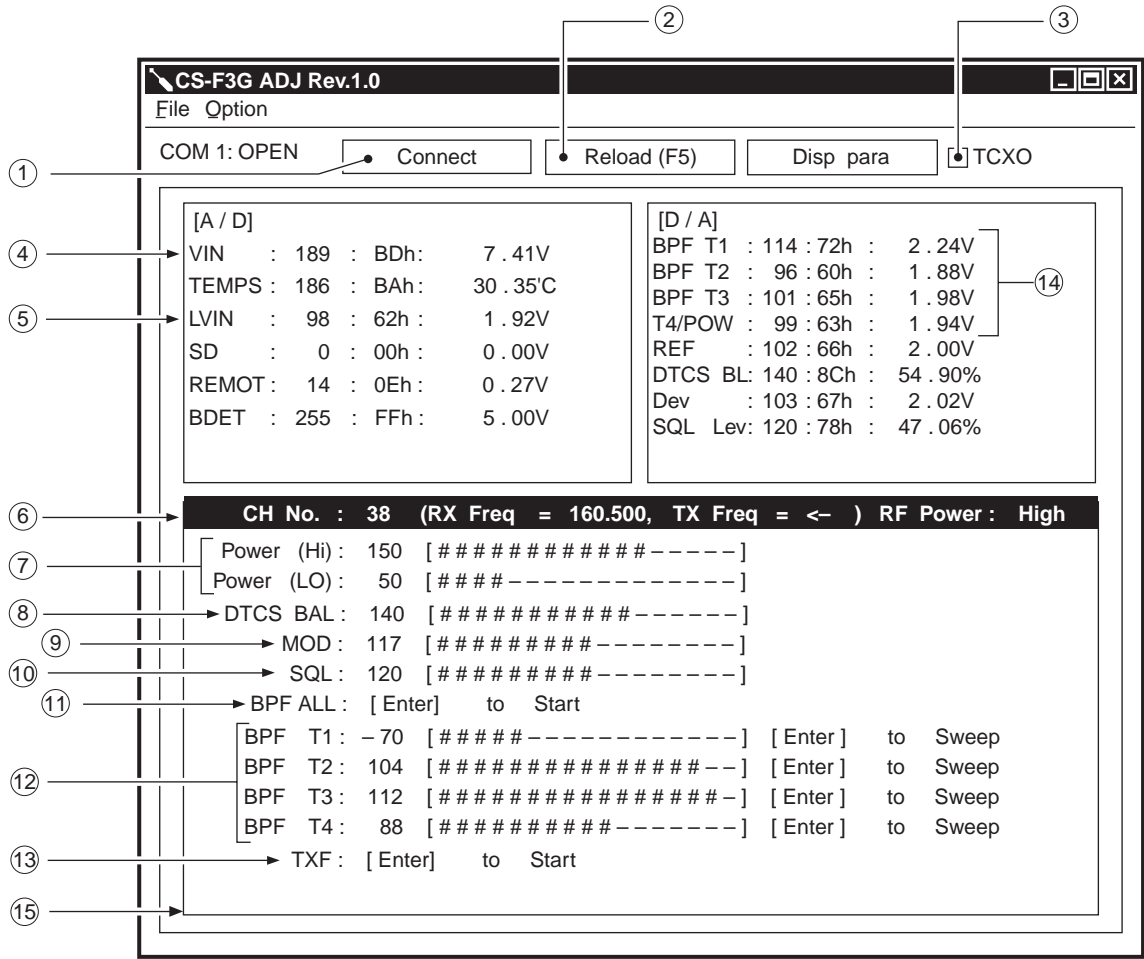 ② ③
CS-F3G ADJ Rev.1.0
File Option
COM 1: OPEN Connect Reload (F5) Disp para TCXO
①
[A / D]
④ VIN : 189 : BDh: 7 . 41V
TEMPS : 186 : BAh : 30 . 35'C
⑤ LVIN : 98 : 62h : 1 . 92V
SD : 0 : 00h : 0 . 00V
REMOT : 14 : 0Eh : 0 . 27V
BDET : 255 : FFh : 5 . 00V
[D / A]
BPF T1 : 114 : 72h : 2 . 24V
BPF T2 : 96 : 60h : 1 . 88V
⑭
BPF T3 : 101 : 65h : 1 . 98V
T4/POW : 99 : 63h : 1 . 94V
REF : 102 : 66h : 2 . 00V
DTCS BL: 140 : 8Ch : 54 . 90%
Dev : 103 : 67h : 2 . 02V
SQL Lev: 120 : 78h : 47 . 06%
⑥ CH No. : 38 (RX Freq = 160.500, TX Freq = <– ) RF Power : High
⑦
Power (Hi) : 150 [ # # # # # # # # # # # # – – – – – ]
Power (LO) : 50 [ # # # # – – – – – – – – – – – – – ]
⑧ DTCS BAL : 140 [ # # # # # # # # # # # – – – – – – ]
⑨ MOD : 117 [ # # # # # # # # # – – – – – – – – ]
⑩ SQL : 120 [ # # # # # # # # # – – – – – – – – ]
⑪ BPF ALL : [ Enter] to Start
BPF T1 : – 70 [ # # # # # – – – – – – – – – – – – ] [ Enter ] to Sweep
⑫ BPF T2 : 104 [ # # # # # # # # # # # # # # # – – ] [ Enter ] to Sweep
BPF T3 : 112 [ # # # # # # # # # # # # # # # # – ] [ Enter ] to Sweep
BPF T4 : 88 [ # # # # # # # # # # – – – – – – – ] [ Enter ] to Sweep
⑬ TXF : [ Enter] to Start
⑮